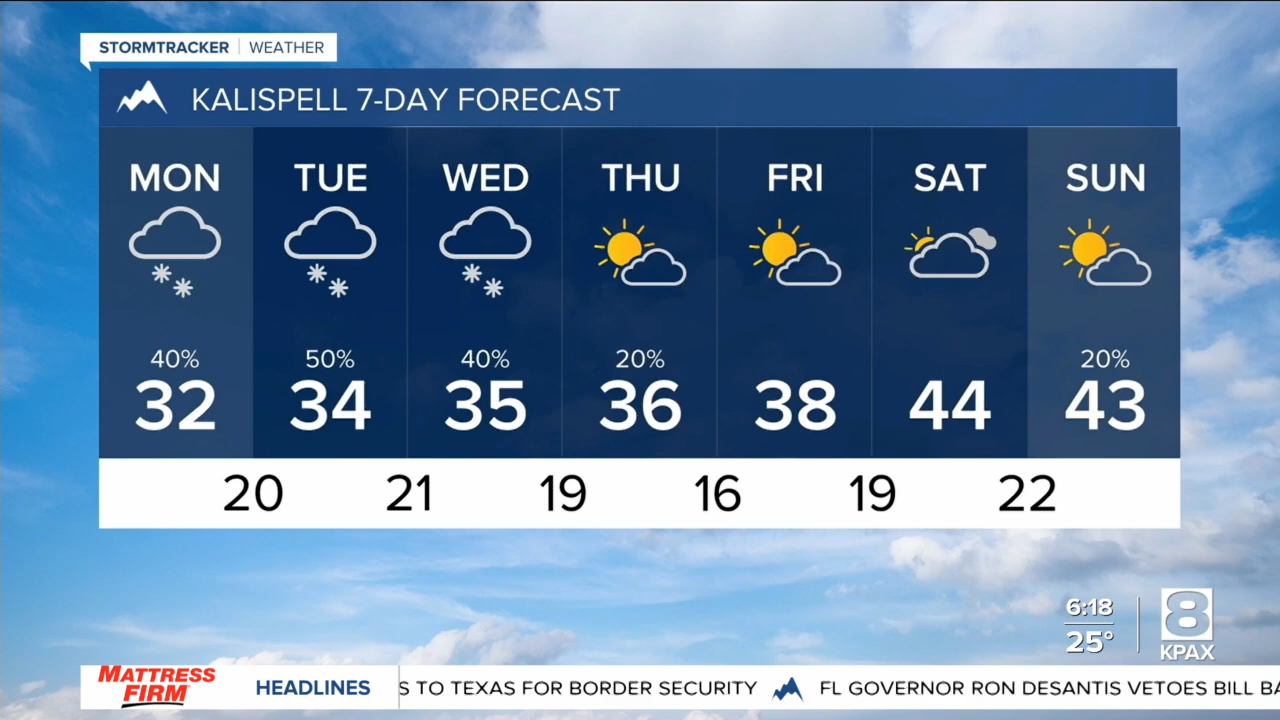 STORMTRACKER | WEATHER
KALISPELL 7-DAY FORECAST
MON TUE WED THU FRI SAT SUN
40% 50% 40% 20% 20%
32 34 35 36 38 44 43
20 21 19 16 19 22
6:18
25°
8
KPAX
MATTRESS
FIRM
HEADLINES
S TO TEXAS FOR BORDER SECURITY FL GOVERNOR RON DESANTIS VETOES BILL BA